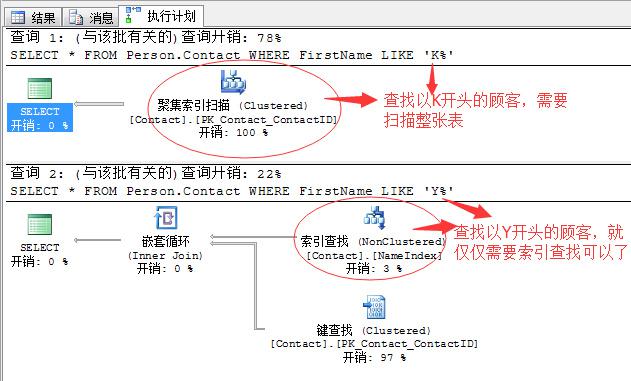 结果 消息 执行计划
查询 1: (与该批有关的)查询开销: 78%
SELECT * FROM Person.Contact WHERE FirstName LIKE 'K%'
SELECT
开销: 0 %
聚集索引扫描 (Clustered)
[Contact].[PK_Contact_ContactID]
开销: 100 %
查找以K开头的顾客，需要
扫描整张表
查询 2: (与该批有关的)查询开销: 22%
SELECT * FROM Person.Contact WHERE FirstName LIKE 'Y%'
SELECT
开销: 0 %
嵌套循环
(Inner Join)
开销: 0 %
索引查找 (NonClustered)
[Contact].[NameIndex]
开销: 3 %
查找以Y开头的顾客，就
仅仅需要索引查找可以了
键查找 (Clustered)
[Contact].[PK_Contact_ContactID]
开销: 97 %